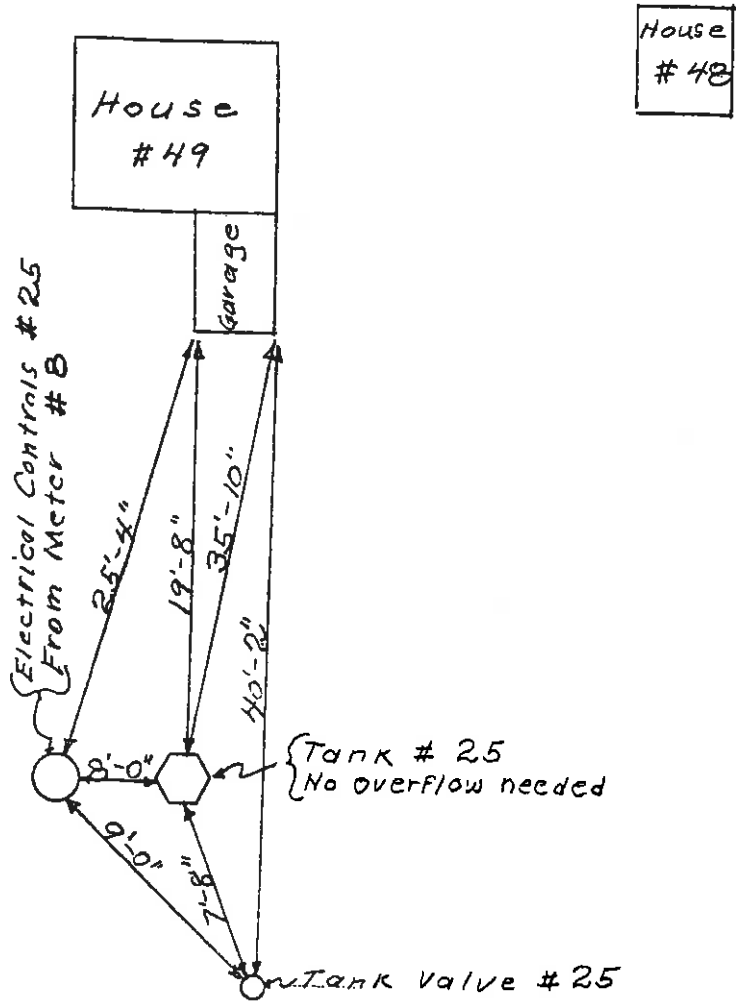 House
# 48
House
# 49
Garage
Electrical Controls # 25
From Meter # B
25'-4"
19'-8"
35'-10"
40'-2"
8'-0"
Tank # 25
No overflow needed
9'-0"
7'-8"
Tank Valve # 25